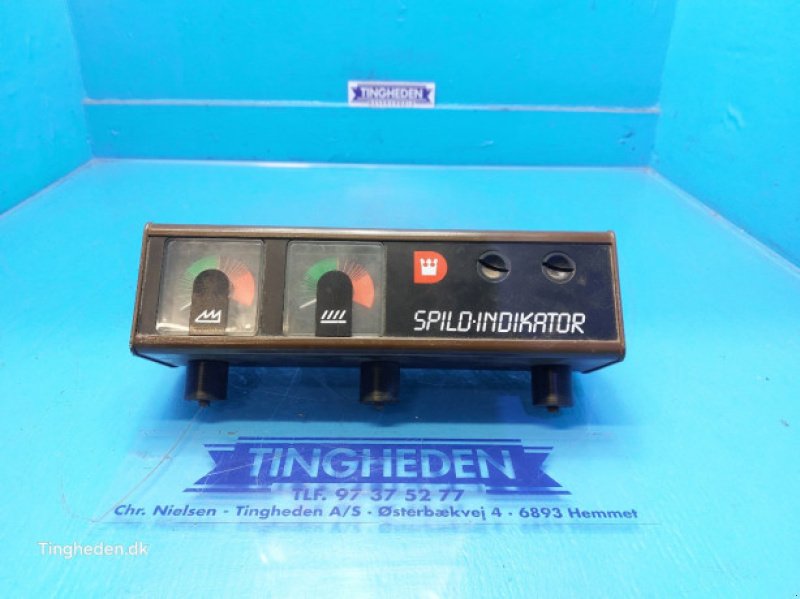 TINGHEDEN
D
SPILD·INDIKATOR
TINGHEDEN
TLF. 97 37 52 77
Chr. Nielsen - Tingheden A/S - Østerbækvej 4 - 6893 Hemmet
Tingheden.dk